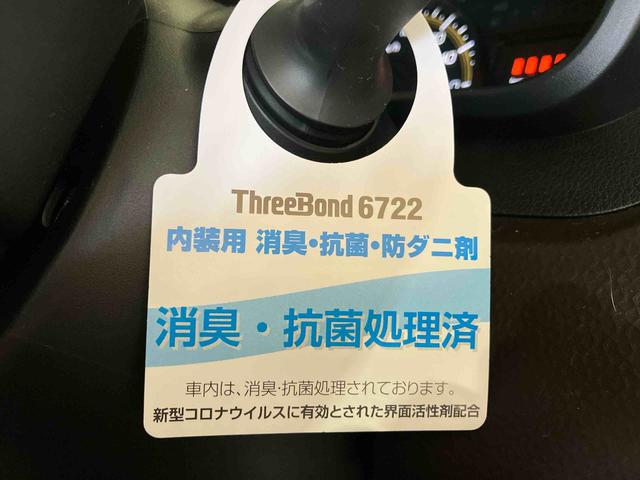 ThreeBond 6722
内装用 消臭・抗菌・防ダニ剤
消臭・抗菌処理済
車内は、消臭・抗菌処理されております。
新型コロナウイルスに有効とされた界面活性剤配合